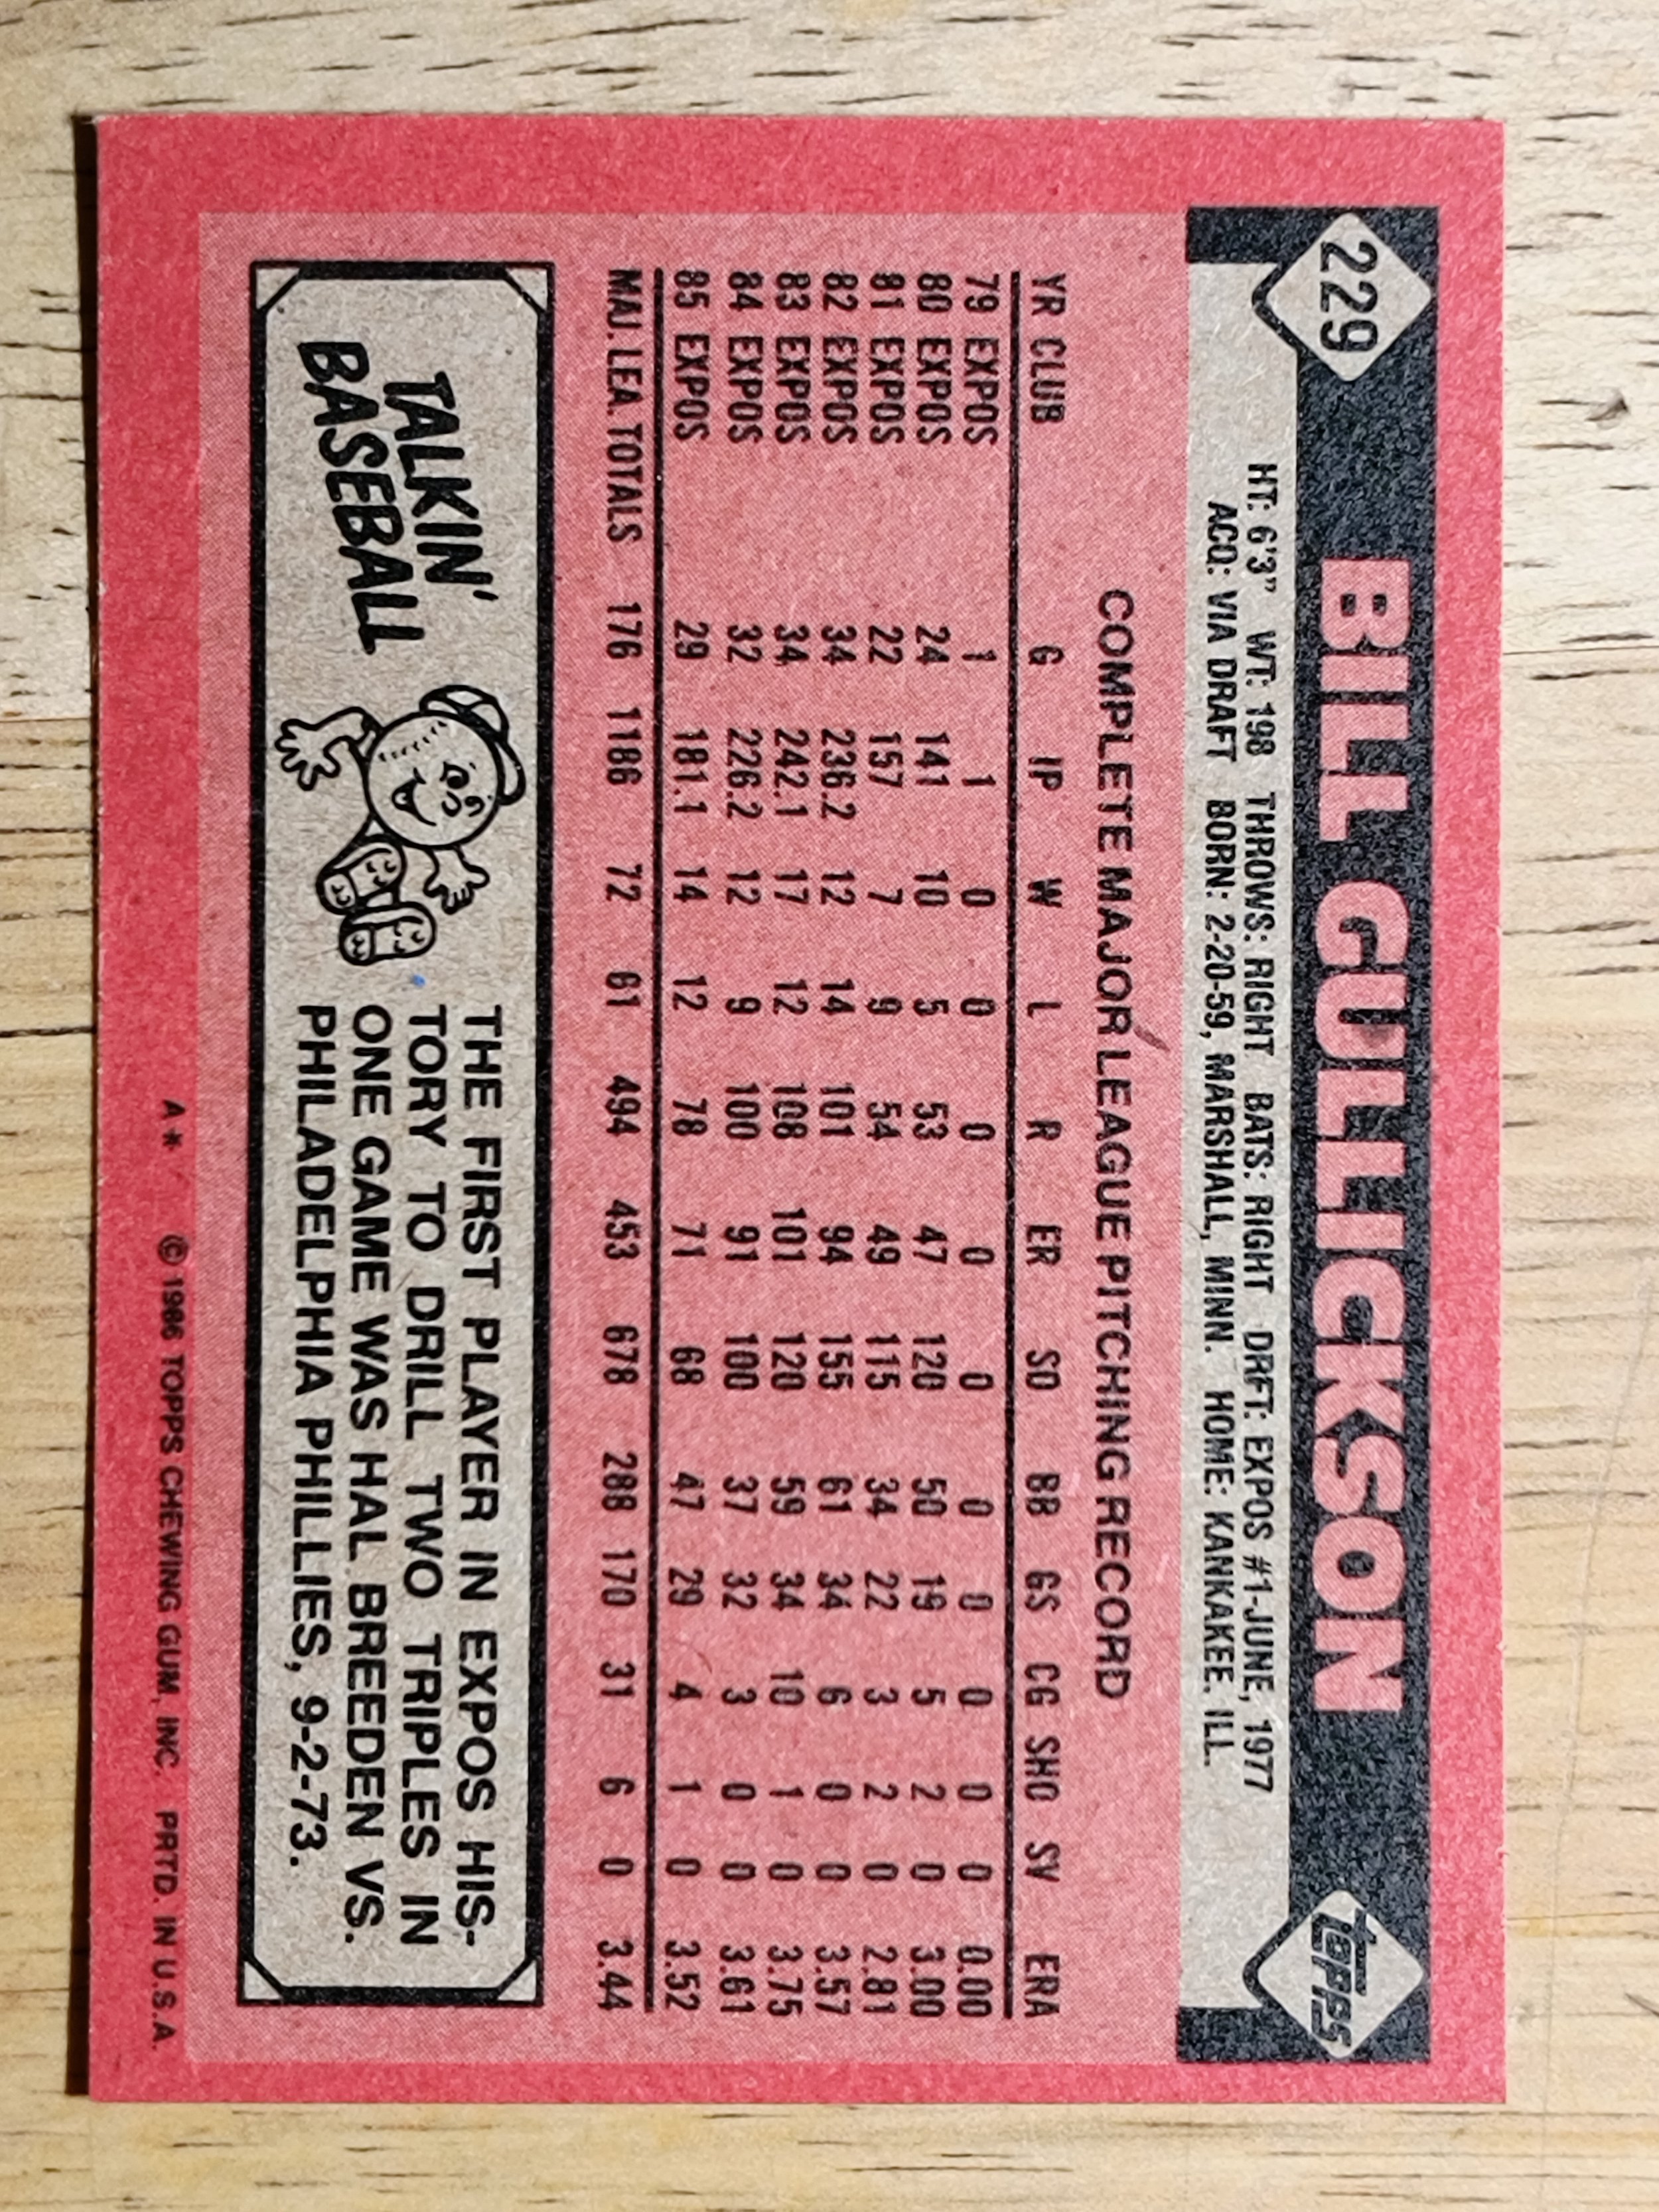 229
BILL GULLICKSON
TOPPS
HT: 6'3" WT: 198 THROWS: RIGHT BATS: RIGHT DRFT: EXPOS #1-JUNE, 1977
ACQ: VIA DRAFT BORN: 2-20-59, MARSHALL, MINN. HOME: KANKAKEE, ILL.
COMPLETE MAJOR LEAGUE PITCHING RECORD
YR CLUB G IP W L R ER SO BB GS CG SHO SV ERA
79 EXPOS 1 1 0 0 0 0 0 0 0 0 0 0 0.00
80 EXPOS 24 141 10 5 53 47 120 50 19 5 2 0 3.00
81 EXPOS 22 157 7 9 54 49 115 34 22 3 2 0 2.81
82 EXPOS 34 236.2 12 14 101 94 155 61 34 6 0 0 3.57
83 EXPOS 34 242.1 17 12 108 101 120 59 34 10 1 0 3.75
84 EXPOS 32 226.2 12 9 100 91 100 37 32 3 0 0 3.61
85 EXPOS 29 181.1 14 12 78 71 68 47 29 4 1 0 3.52
MAJ. LEA. TOTALS 176 1186 72 61 494 453 678 288 170 31 6 0 3.44
TALKIN'
BASEBALL
THE FIRST PLAYER IN EXPOS HIS-
TORY TO DRILL TWO TRIPLES IN
ONE GAME WAS HAL BREEDEN VS.
PHILADELPHIA PHILLIES, 9-2-73.
A* © 1986 TOPPS CHEWING GUM, INC. PRTD. IN U.S.A.